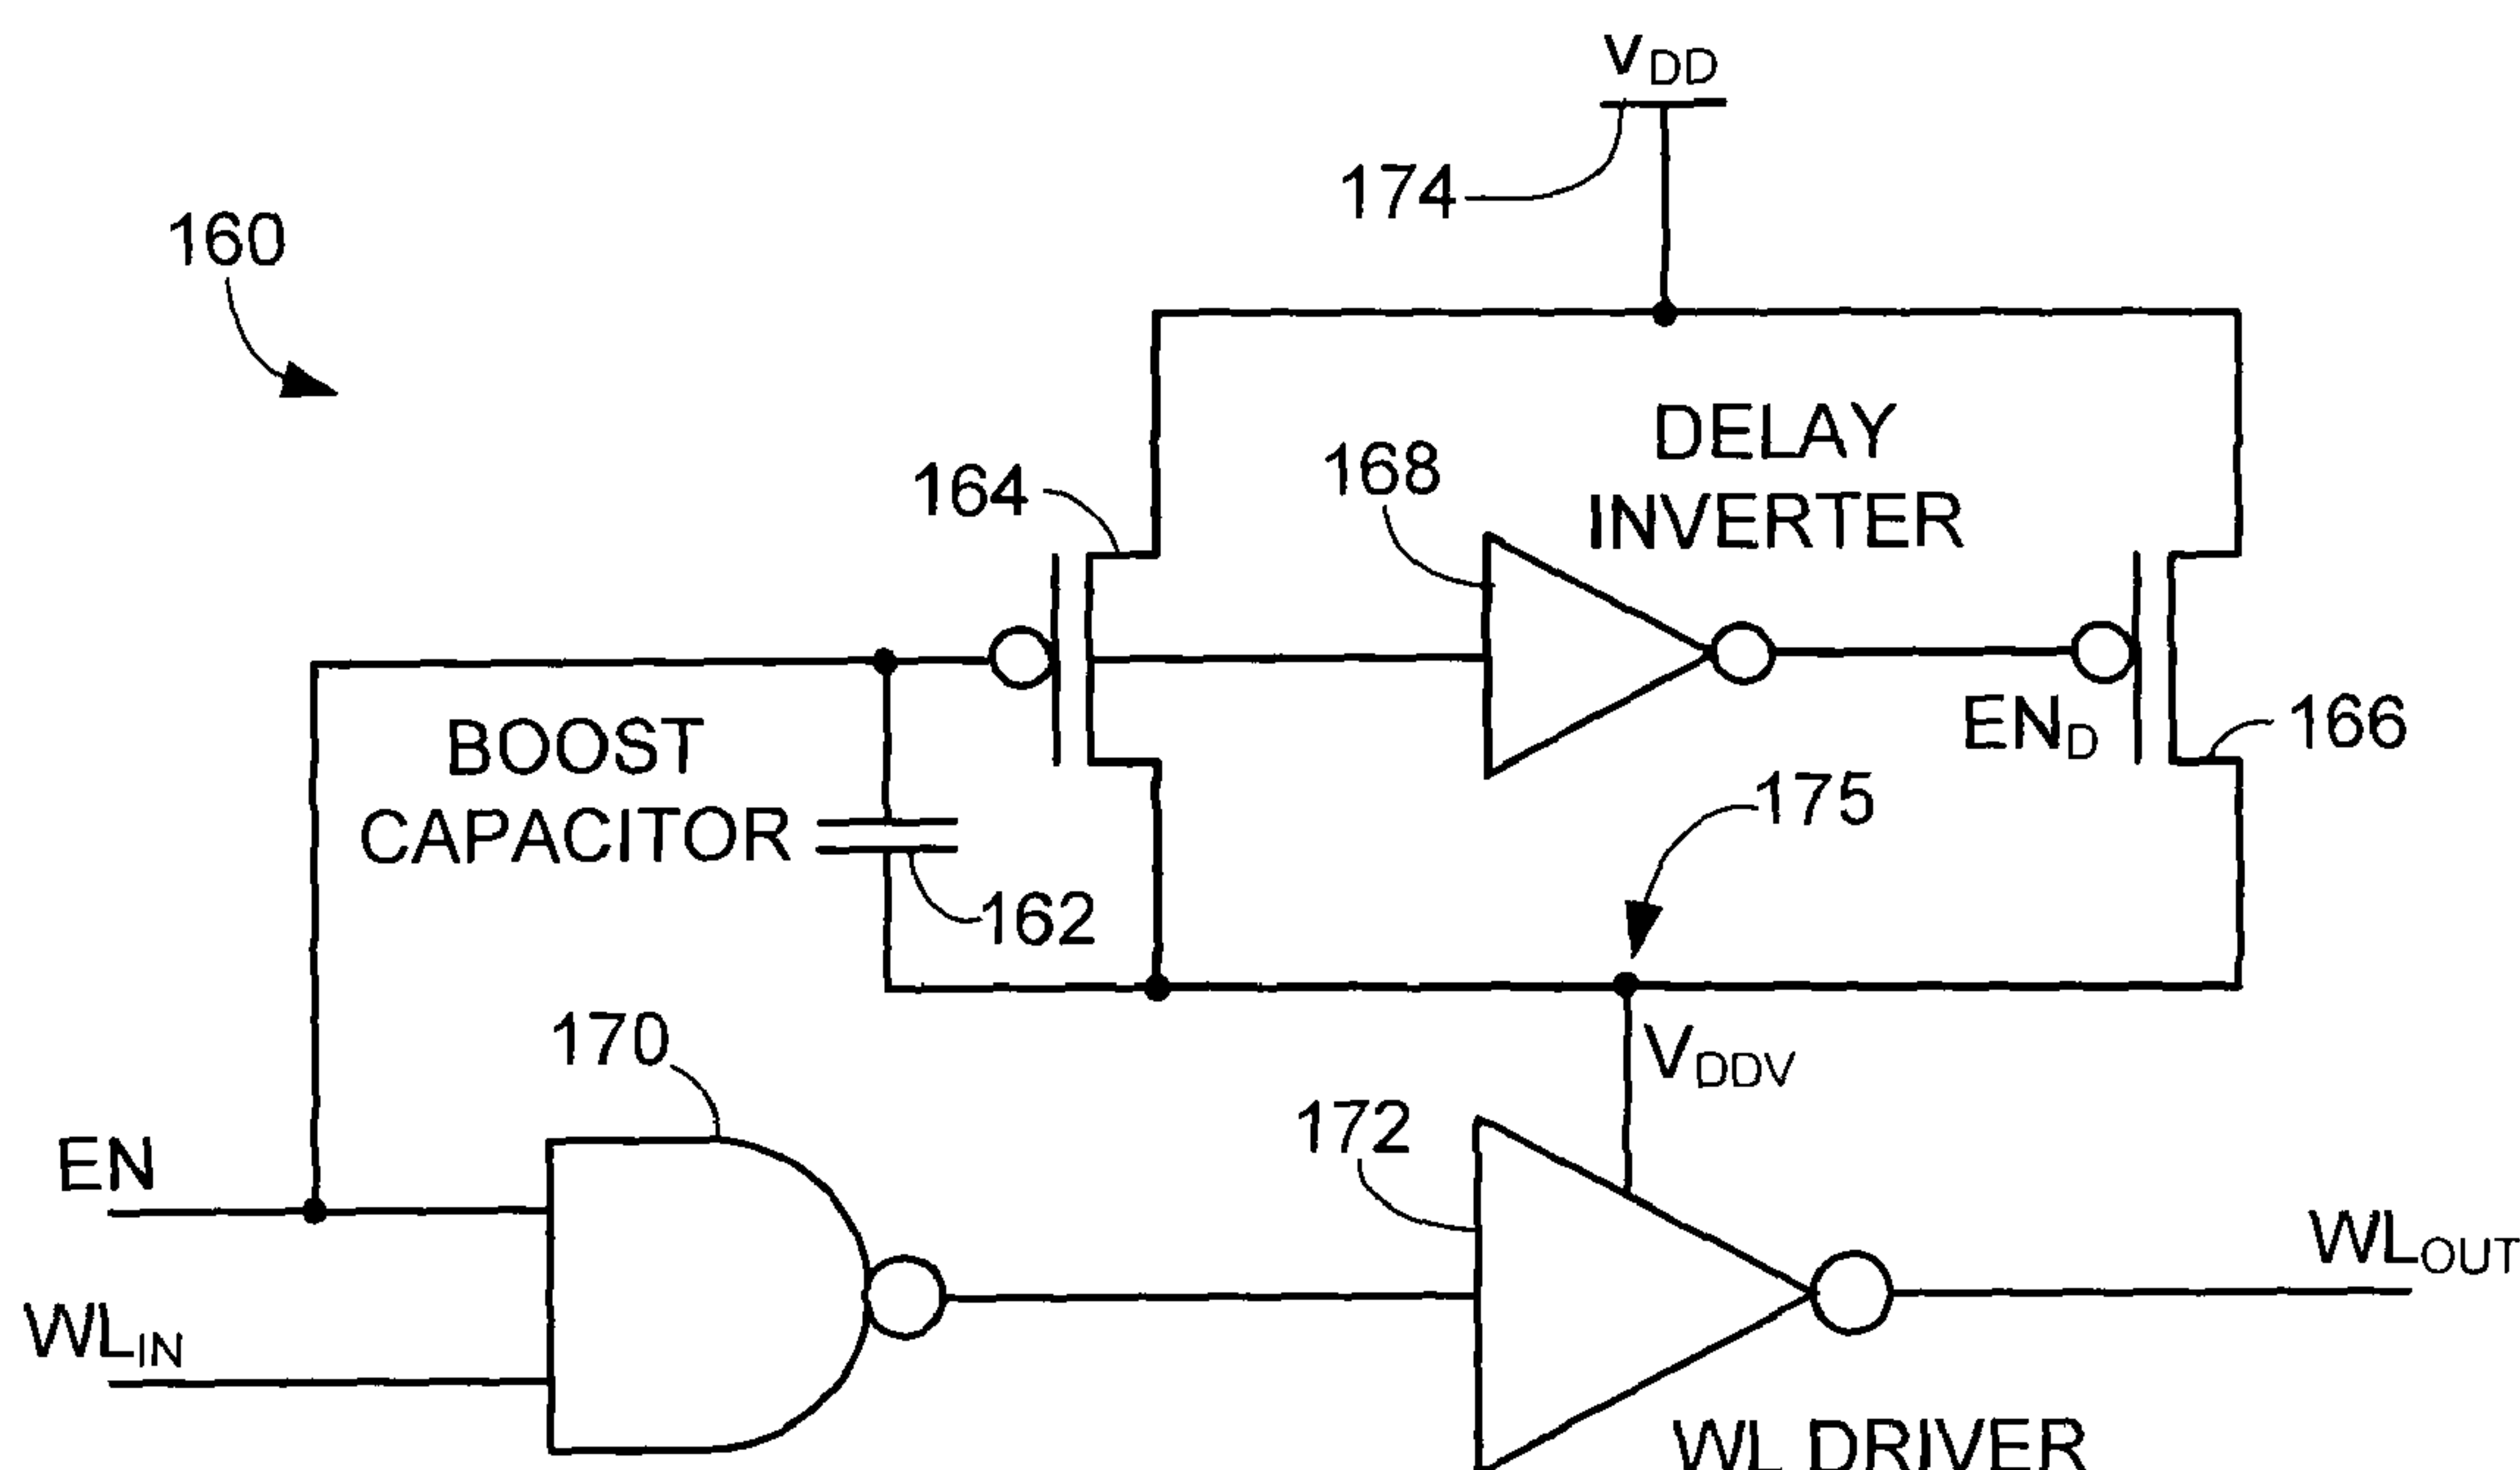 VDD
174
160
DELAY
INVERTER
168
164
END
166
BOOST
CAPACITOR
175
162
VDDV
170
172
EN
WLIN
WLOUT
WL DRIVER